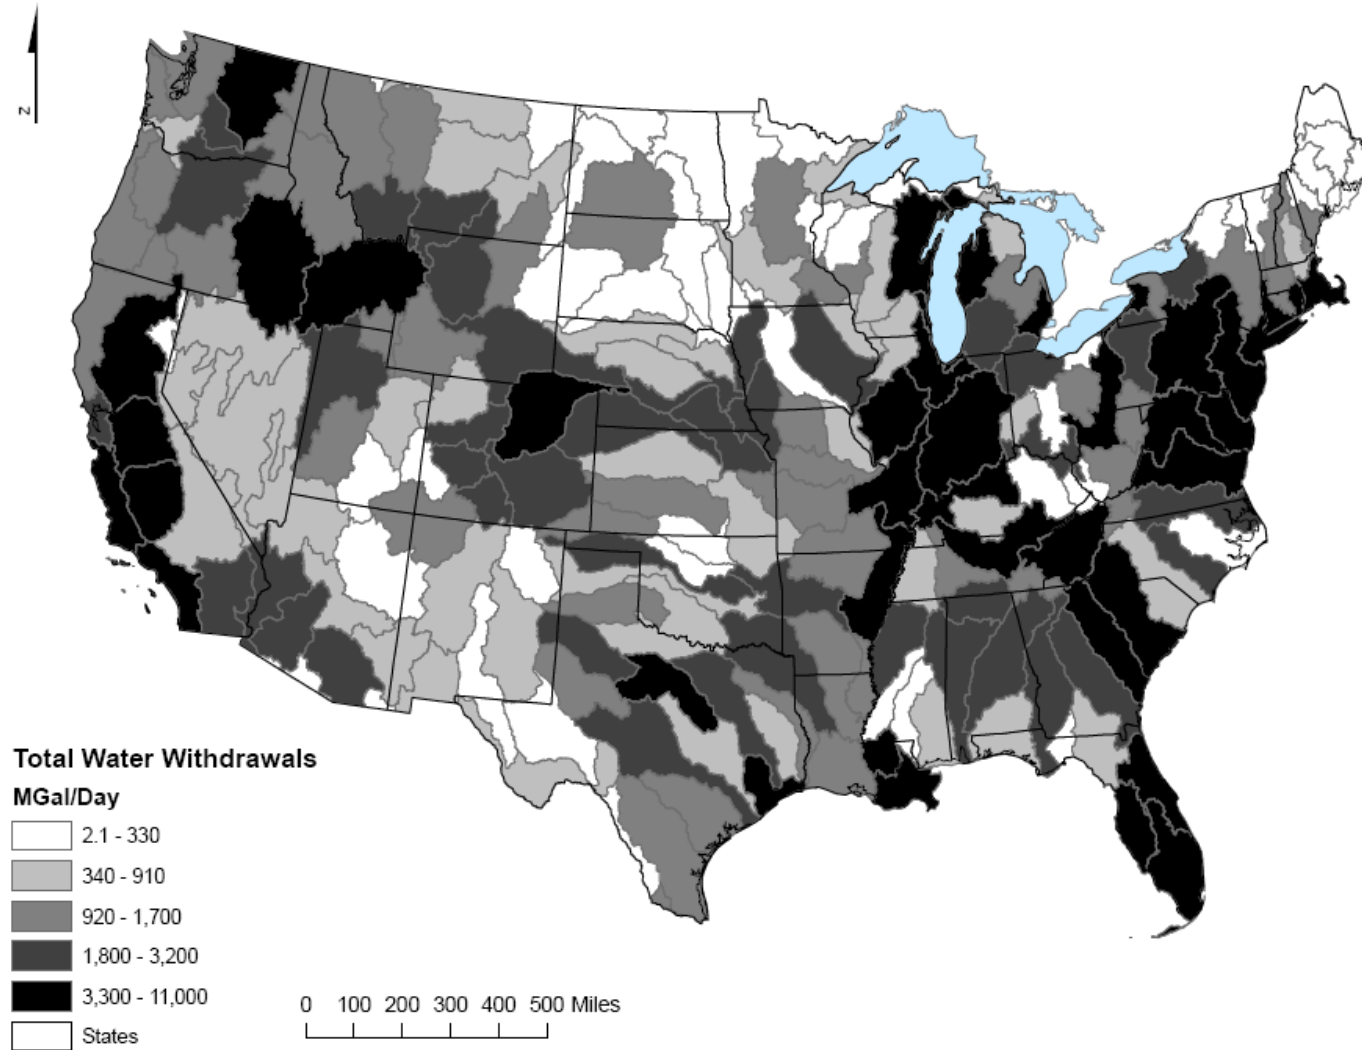 N
Total Water Withdrawals
MGal/Day
2.1 - 330
340 - 910
920 - 1,700
1,800 - 3,200
3,300 - 11,000
States
0 100 200 300 400 500 Miles